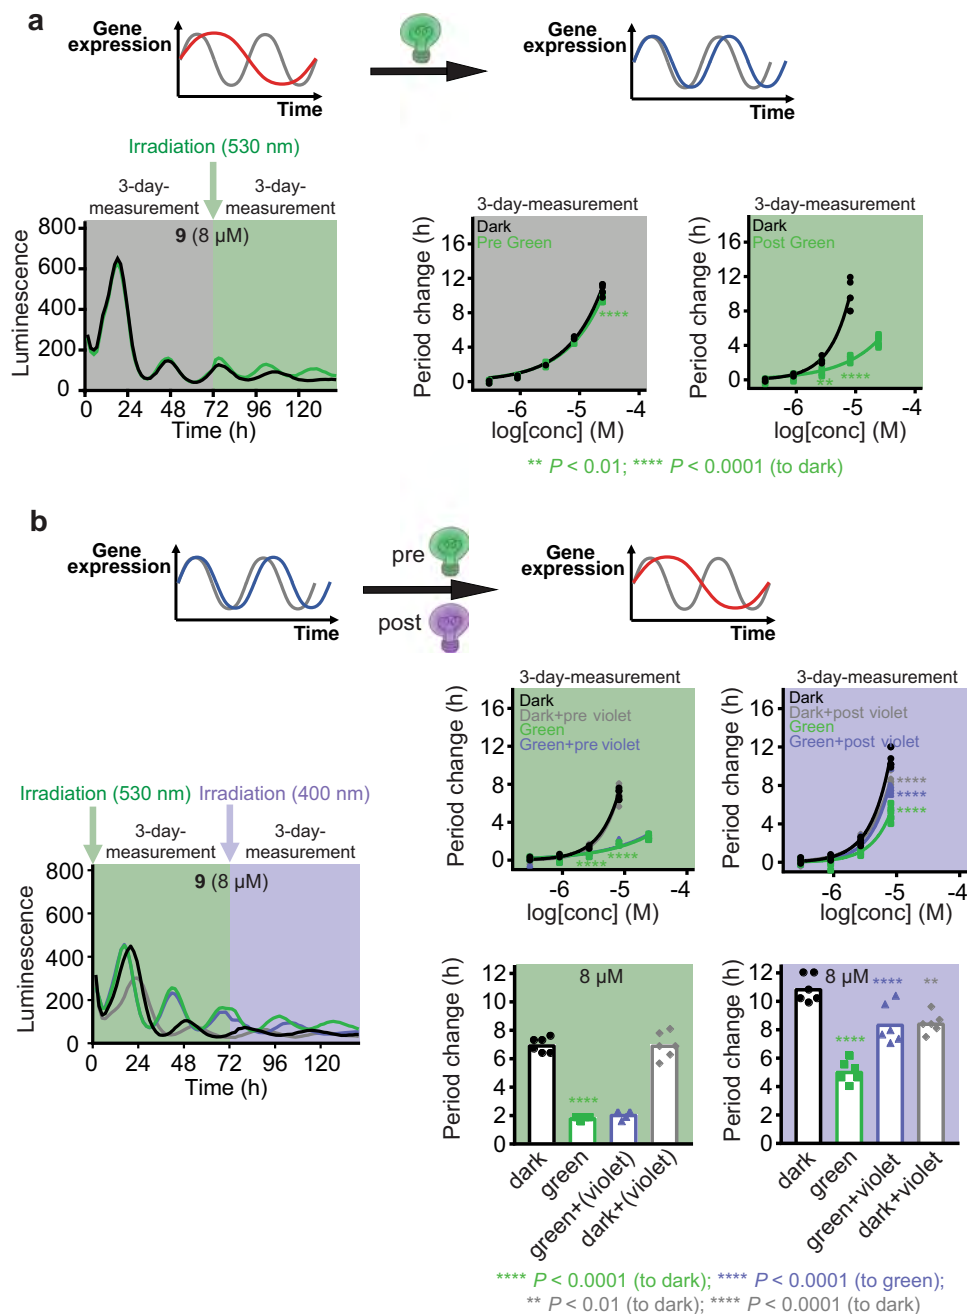 a
Gene
expression
Time
Time
Irradiation (530 nm)
3-day-
measurement
3-day-
measurement
9 (8 µM)
Luminescence
800
600
400
200
0
0 24 48 72 96 120
Time (h)
3-day-measurement
Dark
Pre Green
Period change (h)
16
12
8
4
0
****
-6 -5 -4
log[conc] (M)
3-day-measurement
Dark
Post Green
Period change (h)
16
12
8
4
0
** ****
-6 -5 -4
log[conc] (M)
** P < 0.01; **** P < 0.0001 (to dark)
b
Gene
expression
Time
pre
post
Gene
expression
Time
Irradiation (530 nm) Irradiation (400 nm)
3-day-
measurement
3-day-
measurement
9 (8 µM)
Luminescence
800
600
400
200
0
0 24 48 72 96 120
Time (h)
3-day-measurement
Dark
Dark+pre violet
Green
Green+pre violet
Period change (h)
16
12
8
4
0
**** ****
-6 -5 -4
log[conc] (M)
3-day-measurement
Dark
Dark+post violet
Green
Green+post violet
Period change (h)
16
12
8
4
0
****
****
****
-6 -5 -4
log[conc] (M)
8 µM
Period change (h)
12
10
8
6
4
2
0
****
dark
green
green+(violet)
dark+(violet)
8 µM
Period change (h)
12
10
8
6
4
2
0
****
****
**
dark
green
green+violet
dark+violet
**** P < 0.0001 (to dark); **** P < 0.0001 (to green);
** P < 0.01 (to dark); **** P < 0.0001 (to dark)